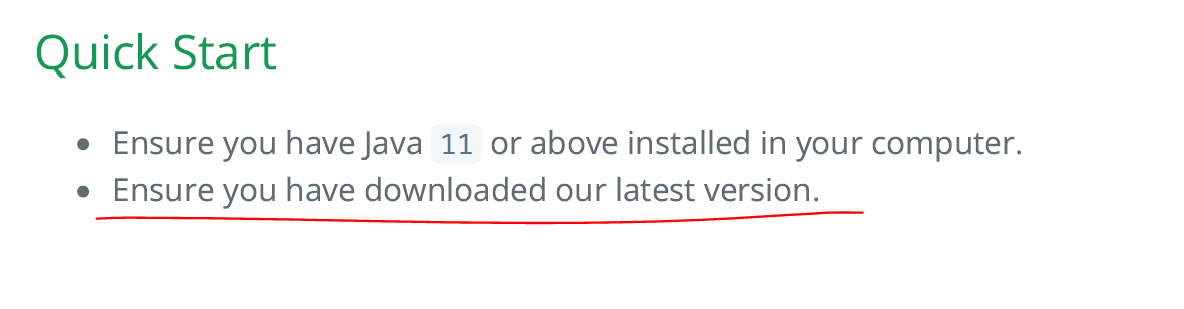 Quick Start
Ensure you have Java 11 or above installed in your computer.
Ensure you have downloaded our latest version.